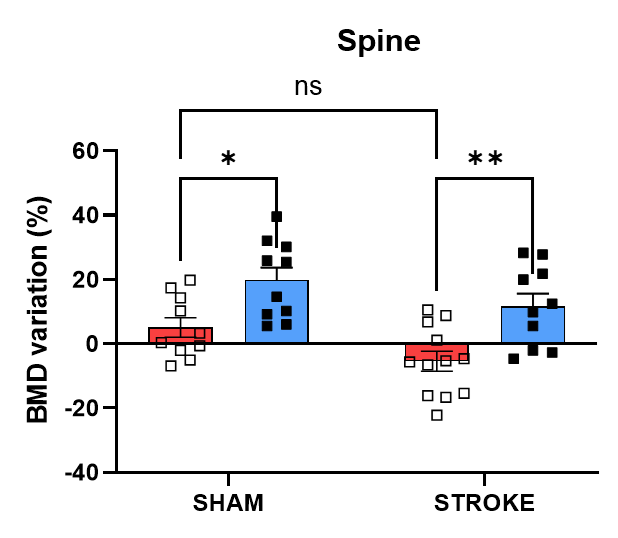 Spine
ns
*
**
BMD variation (%)
60
40
20
0
-20
-40
SHAM
STROKE